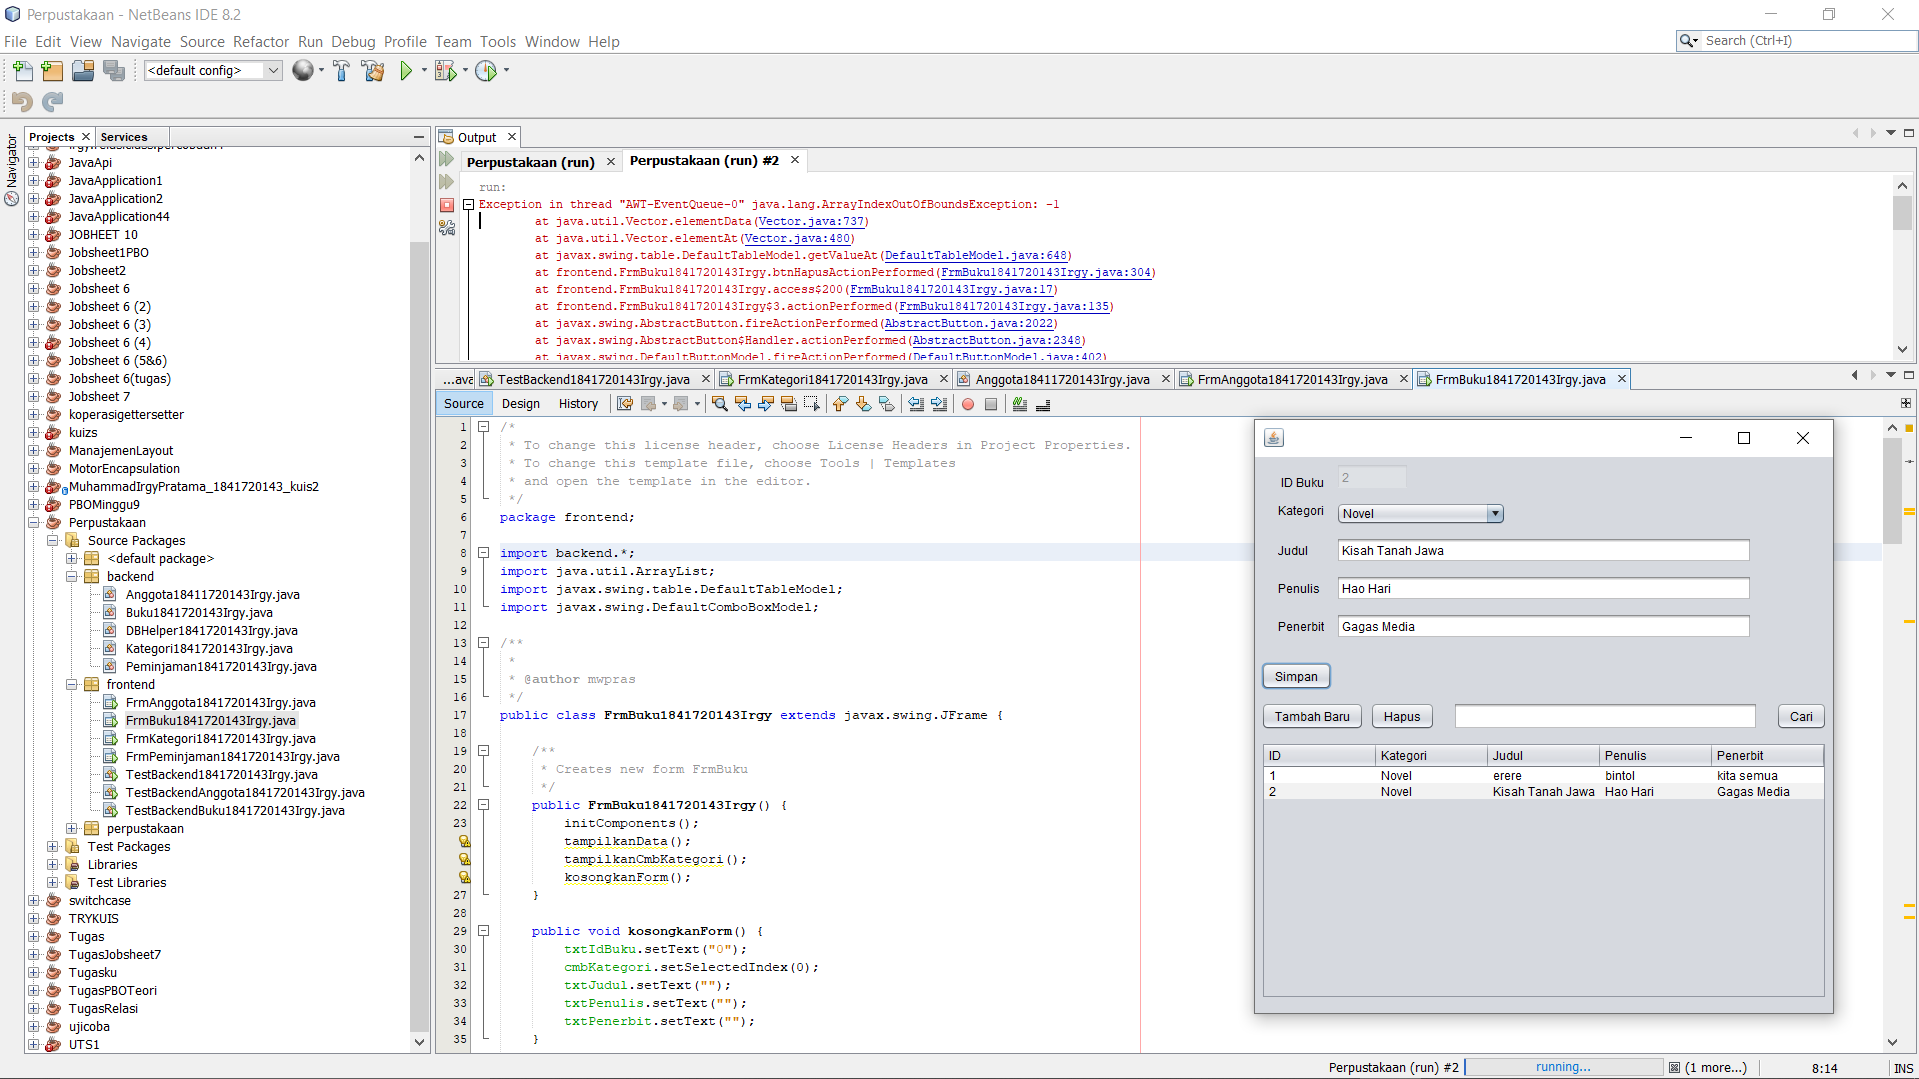 Perpustakaan - NetBeans IDE 8.2
File Edit View Navigate Source Refactor Run Debug Profile Team Tools Window Help
Search (Ctrl+I)
<default config>
Navigator
Projects
Services
JavaApi
JavaApplication1
JavaApplication2
JavaApplication44
JOBHEET 10
Jobsheet1PBO
Jobsheet2
Jobsheet 6
Jobsheet 6 (2)
Jobsheet 6 (3)
Jobsheet 6 (4)
Jobsheet 6 (5&6)
Jobsheet 6(tugas)
Jobsheet 7
koperasigettersetter
kuizs
ManajemenLayout
MotorEncapsulation
MuhammadIrgyPratama_1841720143_kuis2
PBOMinggu9
Perpustakaan
Source Packages
<default package>
backend
Anggota18411720143Irgy.java
Buku1841720143Irgy.java
DBHelper1841720143Irgy.java
Kategori1841720143Irgy.java
Peminjaman1841720143Irgy.java
frontend
FrmAnggota1841720143Irgy.java
FrmBuku1841720143Irgy.java
FrmKategori1841720143Irgy.java
FrmPeminjaman1841720143Irgy.java
TestBackend1841720143Irgy.java
TestBackendAnggota1841720143Irgy.java
TestBackendBuku1841720143Irgy.java
perpustakaan
Test Packages
Libraries
Test Libraries
switchcase
TRYKUIS
Tugas
TugasJobsheet7
Tugasku
TugasPBOTeori
TugasRelasi
ujicoba
UTS1
Output
Perpustakaan (run)
Perpustakaan (run) #2
run:
Exception in thread "AWT-EventQueue-0" java.lang.ArrayIndexOutOfBoundsException: -1
at java.util.Vector.elementData(Vector.java:737)
at java.util.Vector.elementAt(Vector.java:480)
at javax.swing.table.DefaultTableModel.getValueAt(DefaultTableModel.java:648)
at frontend.FrmBuku1841720143Irgy.btnHapusActionPerformed(FrmBuku1841720143Irgy.java:304)
at frontend.FrmBuku1841720143Irgy.access$200(FrmBuku1841720143Irgy.java:17)
at frontend.FrmBuku1841720143Irgy$3.actionPerformed(FrmBuku1841720143Irgy.java:135)
at javax.swing.AbstractButton.fireActionPerformed(AbstractButton.java:2022)
at javax.swing.AbstractButton$Handler.actionPerformed(AbstractButton.java:2348)
at javax.swing.DefaultButtonModel.fireActionPerformed(DefaultButtonModel.java:402)
...ava
TestBackend1841720143Irgy.java
FrmKategori1841720143Irgy.java
Anggota18411720143Irgy.java
FrmAnggota1841720143Irgy.java
FrmBuku1841720143Irgy.java
Source Design History
1 /*
2 * To change this license header, choose License Headers in Project Properties.
3 * To change this template file, choose Tools | Templates
4 * and open the template in the editor.
5 */
6 package frontend;
7
8 import backend.*;
9 import java.util.ArrayList;
10 import javax.swing.table.DefaultTableModel;
11 import javax.swing.DefaultComboBoxModel;
12
13 /**
14 *
15 * @author mwpras
16 */
17 public class FrmBuku1841720143Irgy extends javax.swing.JFrame {
18
19 /**
20 * Creates new form FrmBuku
21 */
22 public FrmBuku1841720143Irgy() {
23 initComponents();
tampilkanData();
tampilkanCmbKategori();
kosongkanForm();
27 }
28
29 public void kosongkanForm() {
30 txtIdBuku.setText("0");
31 cmbKategori.setSelectedIndex(0);
32 txtJudul.setText("");
33 txtPenulis.setText("");
34 txtPenerbit.setText("");
35 }
ID Buku 2
Kategori Novel
Judul Kisah Tanah Jawa
Penulis Hao Hari
Penerbit Gagas Media
Simpan
Tambah Baru Hapus Cari
ID Kategori Judul Penulis Penerbit
1 Novel erere bintol kita semua
2 Novel Kisah Tanah Jawa Hao Hari Gagas Media
Perpustakaan (run) #2 running... (1 more...) 8:14 INS